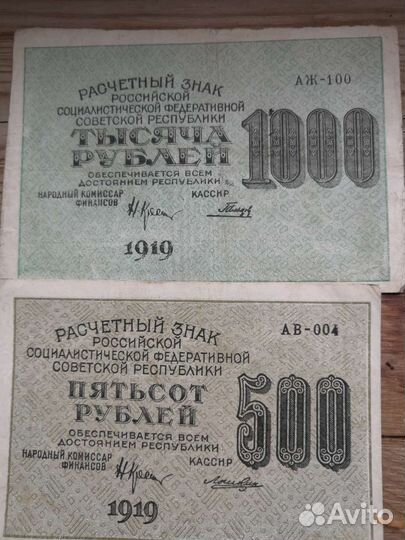 РАСЧЕТНЫЙ ЗНАК
РОССИЙСКОЙ
СОЦИАЛИСТИЧЕСКОЙ ФЕДЕРАТИВНОЙ
СОВЕТСКОЙ РЕСПУБЛИКИ
ТЫСЯЧА
РУБЛЕЙ
ОБЕСПЕЧИВАЕТСЯ ВСЕМ
ДОСТОЯНИЕМ РЕСПУБЛИКИ
НАРОДНЫЙ КОМИССАР
ФИНАНСОВ
КАССИР
1919
АЖ-100
1000
РАСЧЕТНЫЙ ЗНАК
РОССИЙСКОЙ
СОЦИАЛИСТИЧЕСКОЙ ФЕДЕРАТИВНОЙ
СОВЕТСКОЙ РЕСПУБЛИКИ
ПЯТЬСОТ
РУБЛЕЙ
ОБЕСПЕЧИВАЕТСЯ ВСЕМ
ДОСТОЯНИЕМ РЕСПУБЛИКИ
НАРОДНЫЙ КОМИССАР
ФИНАНСОВ
КАССИР
1919
АВ-004
500
Avito